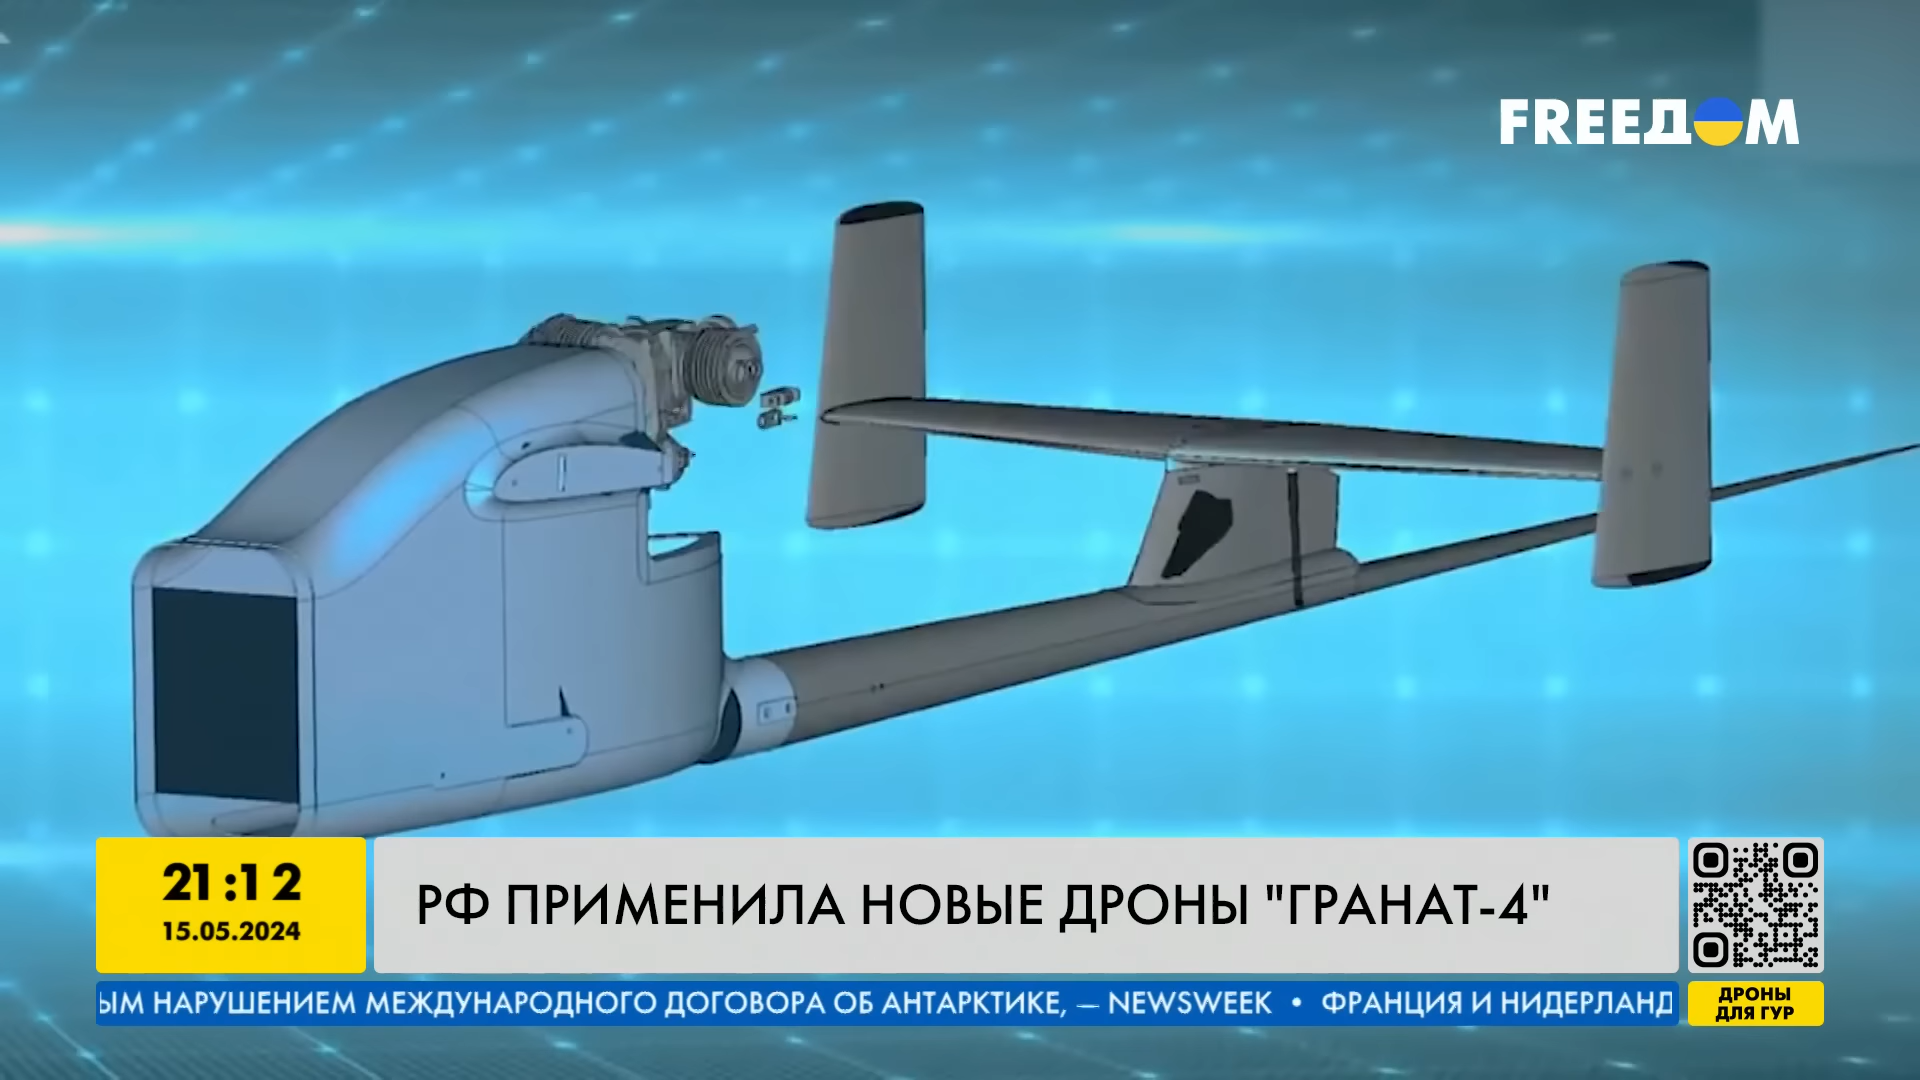 FREEДOM
21:12
15.05.2024
РФ ПРИМЕНИЛА НОВЫЕ ДРОНЫ "ГРАНАТ-4"
ЫМ НАРУШЕНИЕМ МЕЖДУНАРОДНОГО ДОГОВОРА ОБ АНТАРКТИКЕ, — NEWSWEEK • ФРАНЦИЯ И НИДЕРЛАНД
ДРОНЫ
ДЛЯ ГУР